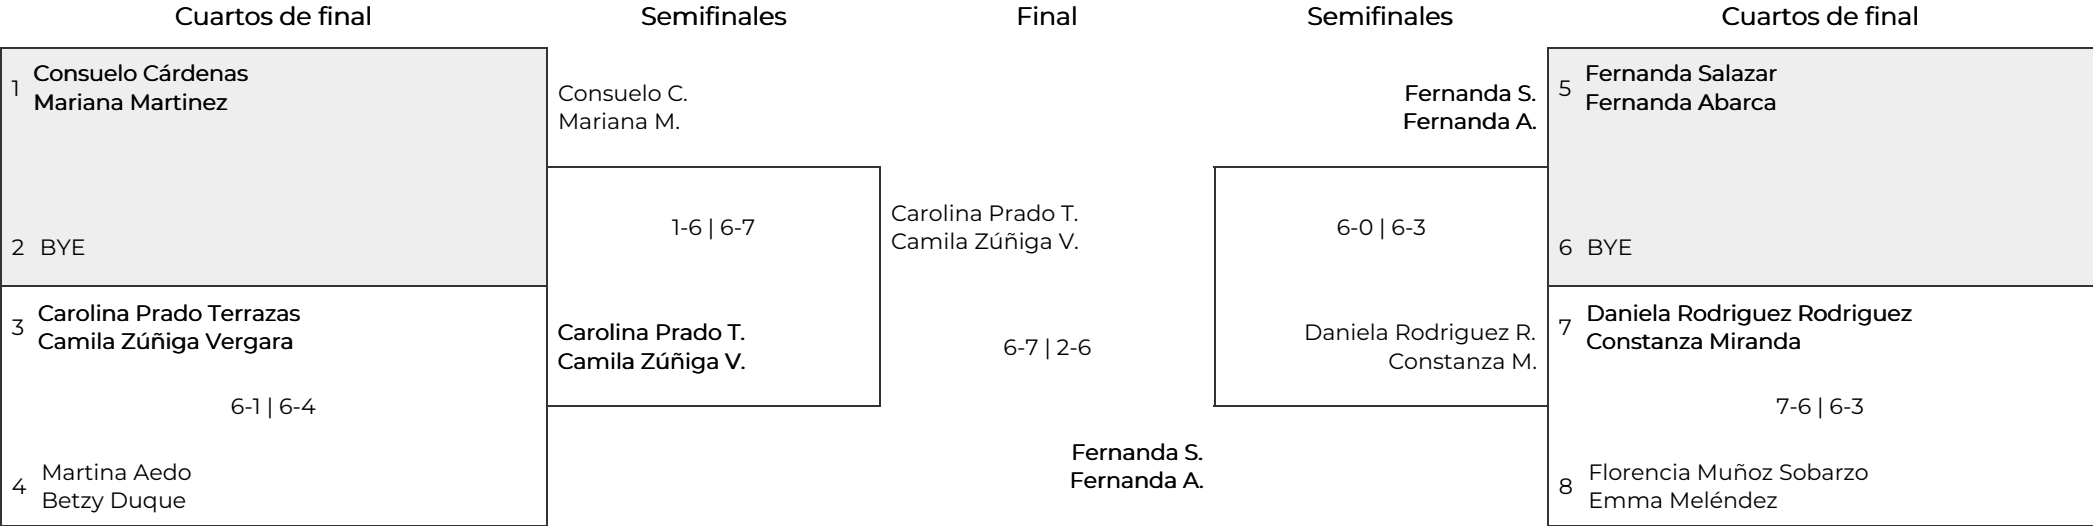 Cuartos de final
Semifinales
Final
Semifinales
Cuartos de final
1
Consuelo Cárdenas
Mariana Martinez
2 BYE
3
Carolina Prado Terrazas
Camila Zúñiga Vergara
6-1 | 6-4
4
Martina Aedo
Betzy Duque
Consuelo C.
Mariana M.
1-6 | 6-7
Carolina Prado T.
Camila Zúñiga V.
Carolina Prado T.
Camila Zúñiga V.
6-7 | 2-6
Fernanda S.
Fernanda A.
Fernanda S.
Fernanda A.
6-0 | 6-3
Daniela Rodriguez R.
Constanza M.
5
Fernanda Salazar
Fernanda Abarca
6 BYE
7
Daniela Rodriguez Rodriguez
Constanza Miranda
7-6 | 6-3
8
Florencia Muñoz Sobarzo
Emma Meléndez